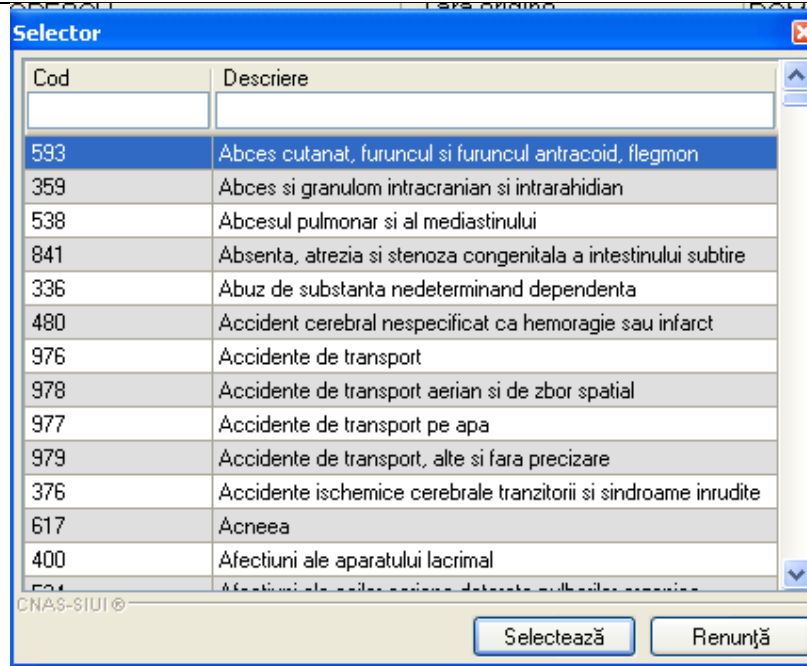 Selector
Cod Descriere
593 Abces cutanat, furuncul si furuncul antracoid, flegmon
359 Abces si granulom intracranian si intrarahidian
538 Abcesul pulmonar si al mediastinului
841 Absenta, atrezia si stenoza congenitala a intestinului subtire
336 Abuz de substanta nedeterminand dependenta
480 Accident cerebral nespecificat ca hemoragie sau infarct
976 Accidente de transport
978 Accidente de transport aerian si de zbor spatial
977 Accidente de transport pe apa
979 Accidente de transport, alte si fara precizare
376 Accidente ischemice cerebrale tranzitorii si sindroame inrudite
617 Acneea
400 Afectiuni ale aparatului lacrimal
CNAS-SIUI ®
Selectează Renunţă